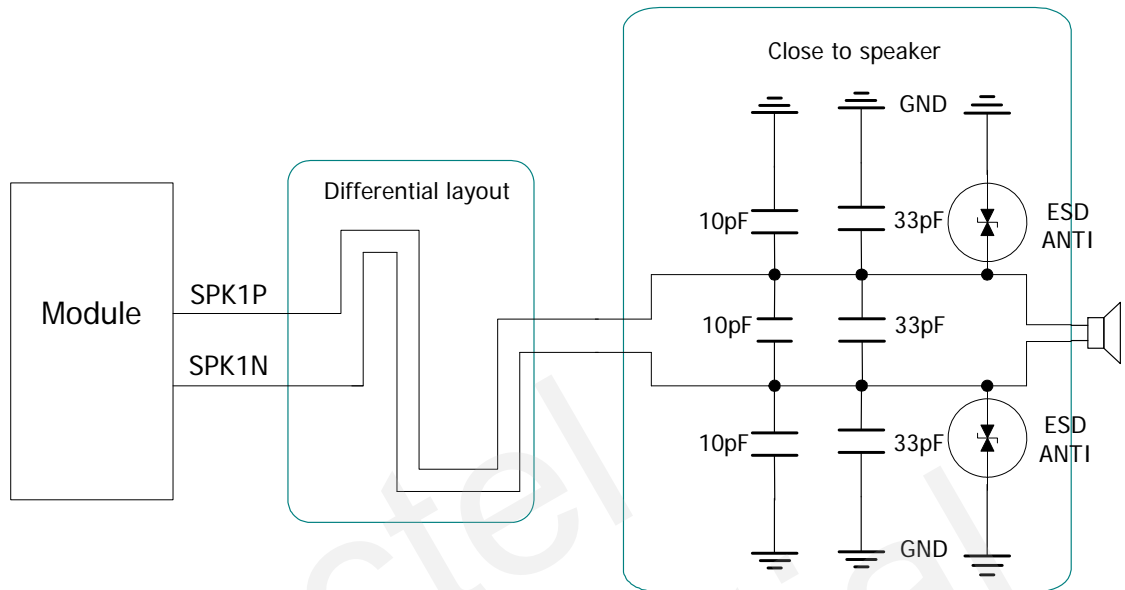 Close to speaker
GND
Differential layout
10pF
33pF
ESD
ANTI
SPK1P
Module
10pF
33pF
SPK1N
10pF
33pF
ESD
ANTI
GND